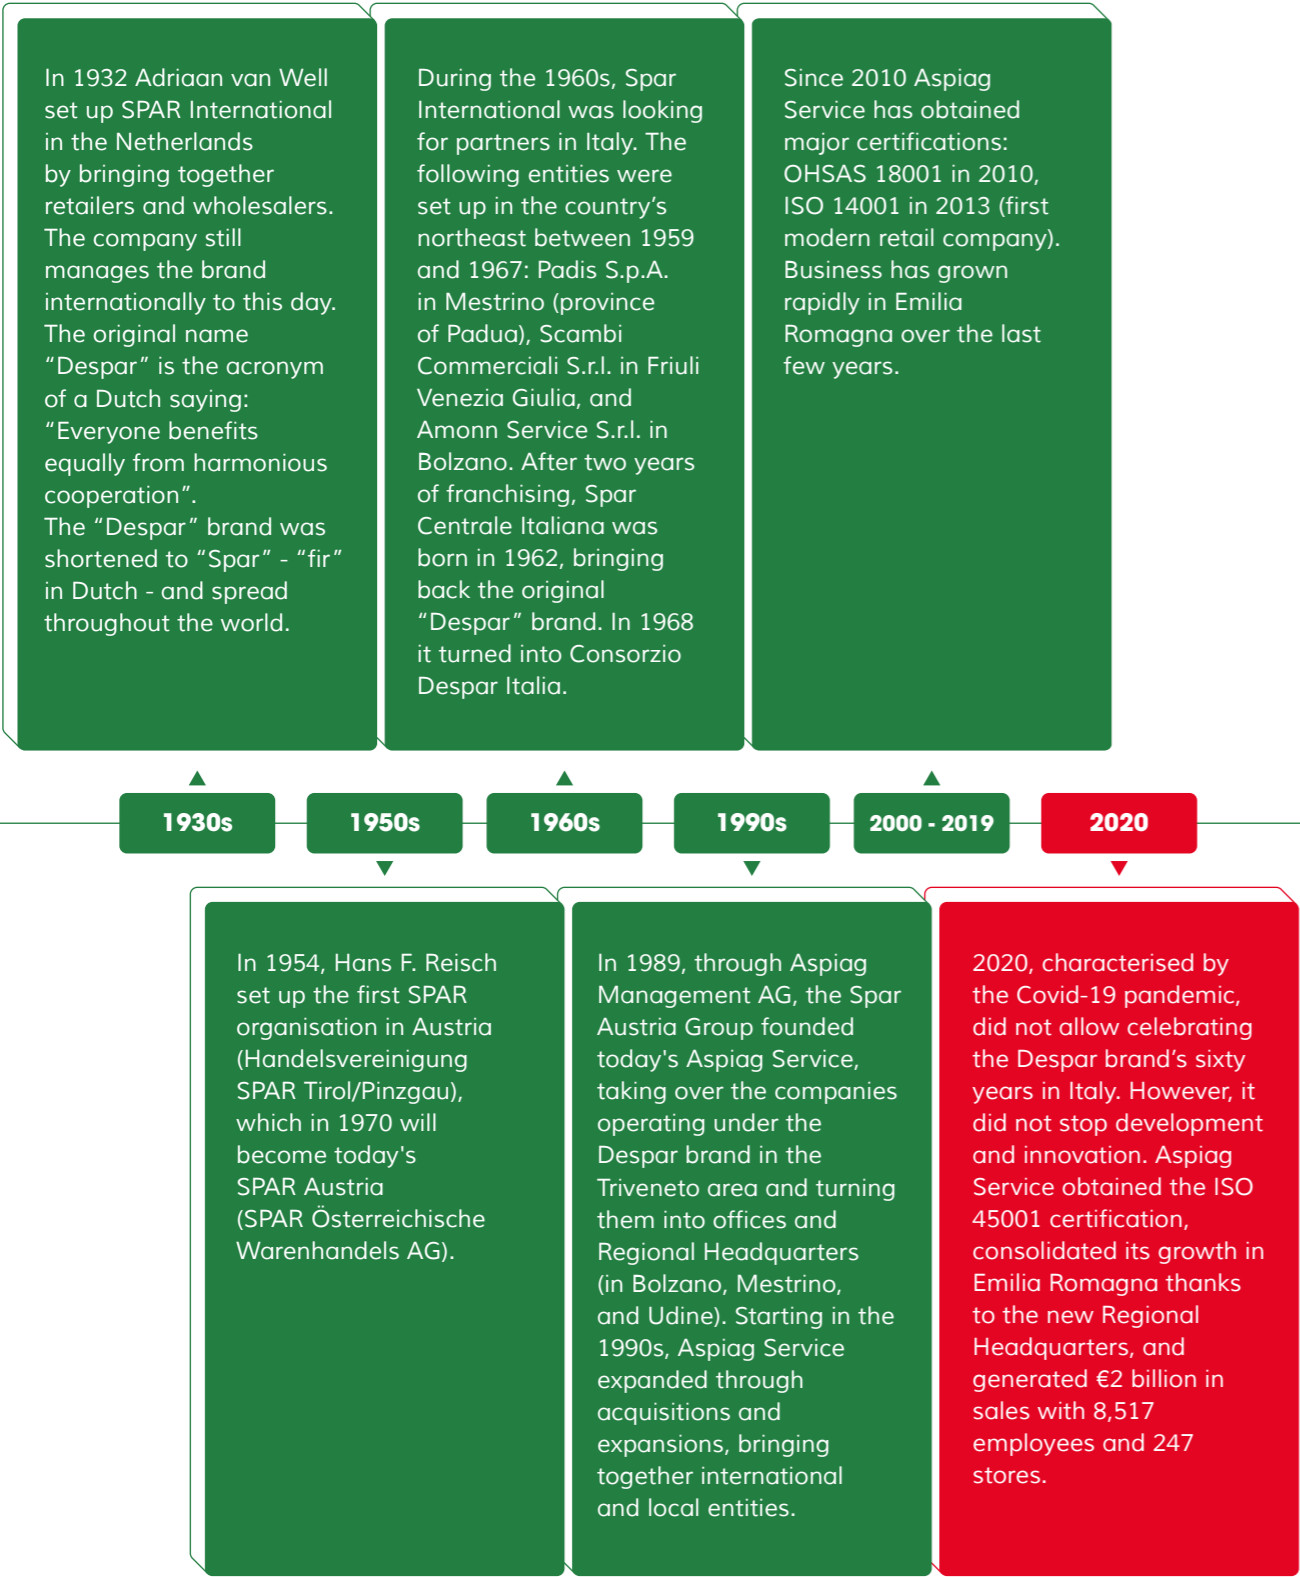 In 1932 Adriaan van Well
set up SPAR International
in the Netherlands
by bringing together
retailers and wholesalers.
The company still
manages the brand
internationally to this day.
The original name
“Despar” is the acronym
of a Dutch saying:
“Everyone benefits
equally from harmonious
cooperation”.
The “Despar” brand was
shortened to “Spar” - “fir”
in Dutch - and spread
throughout the world.
During the 1960s, Spar
International was looking
for partners in Italy. The
following entities were
set up in the country’s
northeast between 1959
and 1967: Padis S.p.A.
in Mestrino (province
of Padua), Scambi
Commerciali S.r.l. in Friuli
Venezia Giulia, and
Amonn Service S.r.l. in
Bolzano. After two years
of franchising, Spar
Centrale Italiana was
born in 1962, bringing
back the original
“Despar” brand. In 1968
it turned into Consorzio
Despar Italia.
Since 2010 Aspiag
Service has obtained
major certifications:
OHSAS 18001 in 2010,
ISO 14001 in 2013 (first
modern retail company).
Business has grown
rapidly in Emilia
Romagna over the last
few years.
1930s
1950s
1960s
1990s
2000 - 2019
2020
In 1954, Hans F. Reisch
set up the first SPAR
organisation in Austria
(Handelsvereinigung
SPAR Tirol/Pinzgau),
which in 1970 will
become today's
SPAR Austria
(SPAR Österreichische
Warenhandels AG).
In 1989, through Aspiag
Management AG, the Spar
Austria Group founded
today's Aspiag Service,
taking over the companies
operating under the
Despar brand in the
Triveneto area and turning
them into offices and
Regional Headquarters
(in Bolzano, Mestrino,
and Udine). Starting in the
1990s, Aspiag Service
expanded through
acquisitions and
expansions, bringing
together international
and local entities.
2020, characterised by
the Covid-19 pandemic,
did not allow celebrating
the Despar brand’s sixty
years in Italy. However, it
did not stop development
and innovation. Aspiag
Service obtained the ISO
45001 certification,
consolidated its growth in
Emilia Romagna thanks
to the new Regional
Headquarters, and
generated €2 billion in
sales with 8,517
employees and 247
stores.